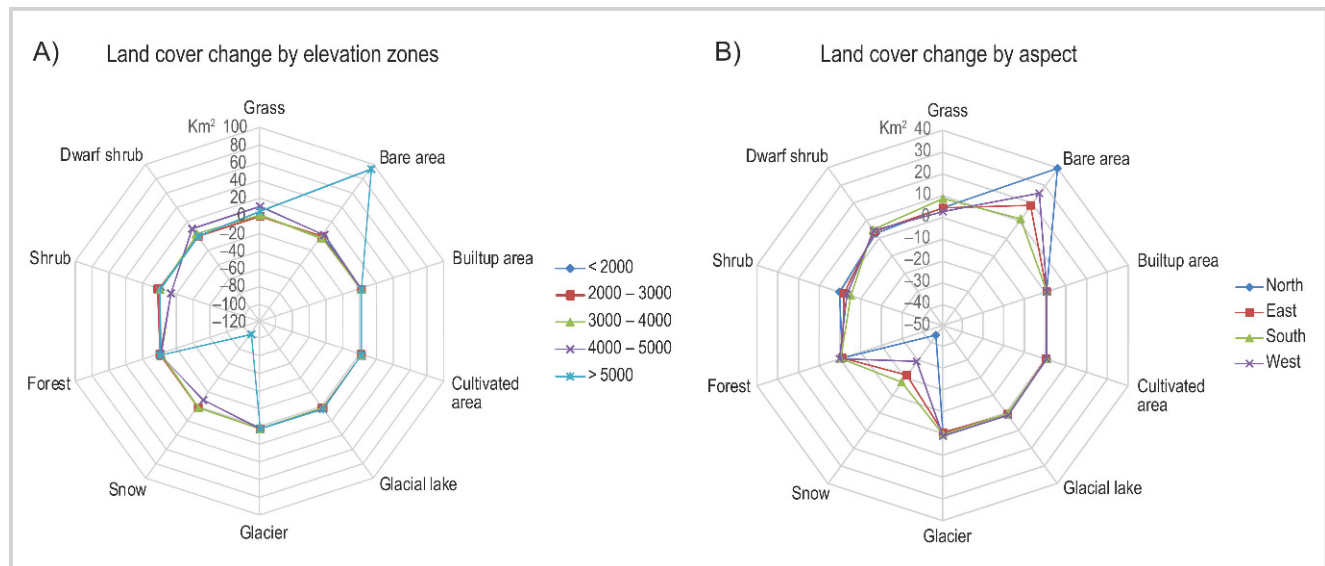 A) Land cover change by elevation zones
Grass
Km² 100
80
60
40
20
0
–20
–40
–60
–80
–100
–120
Bare area
Builtup area
Cultivated
area
Glacial lake
Glacier
Snow
Forest
Shrub
Dwarf shrub
< 2000
2000 – 3000
3000 – 4000
4000 – 5000
> 5000
B) Land cover change by aspect
Grass
Km² 40
30
20
10
0
–10
–20
–30
–40
–50
Bare area
Builtup area
Cultivated
area
Glacial lake
Glacier
Snow
Forest
Shrub
Dwarf shrub
North
East
South
West